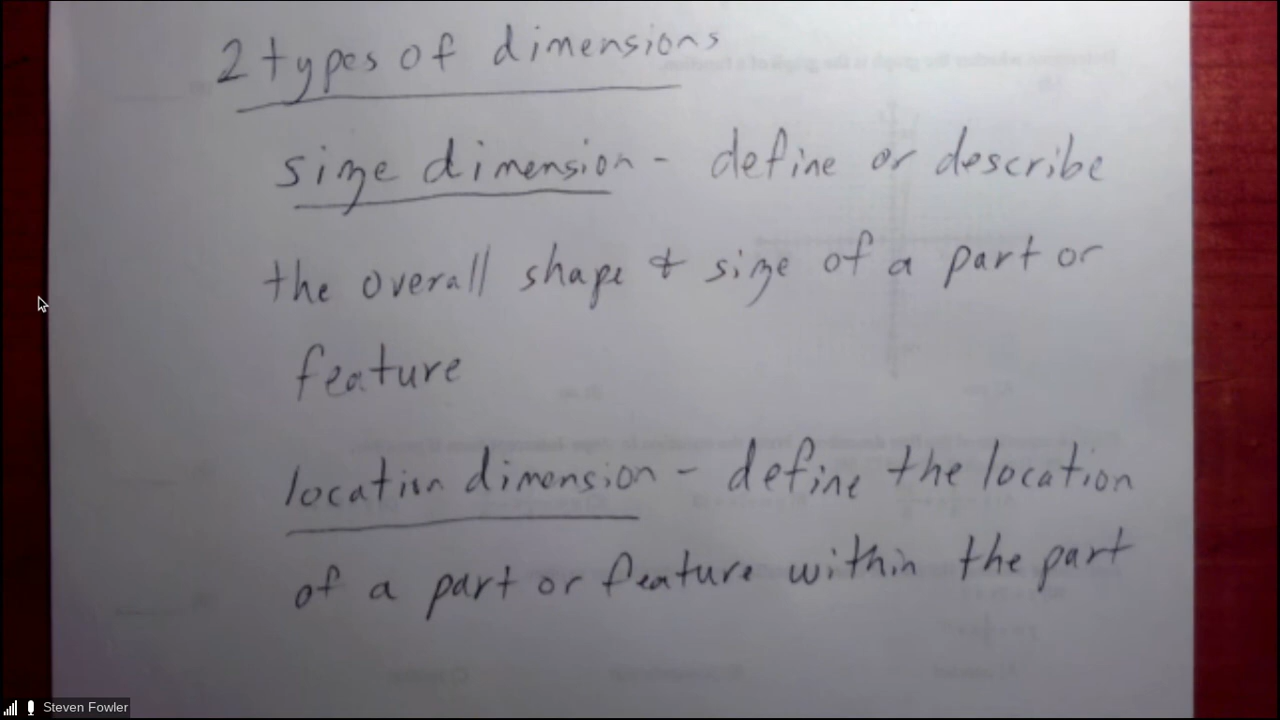 2 types of dimensions
size dimension - define or describe
the overall shape & size of a part or
feature
location dimension - define the location
of a part or feature within the part
Steven Fowler